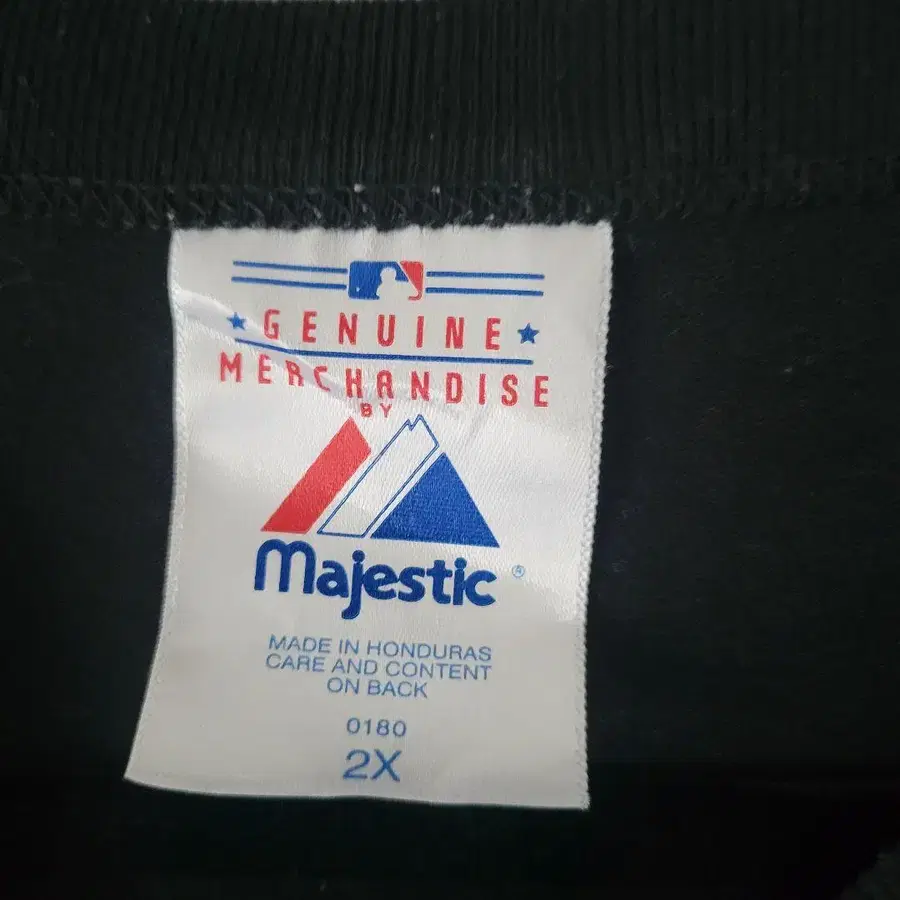 GENUINE
MERCHANDISE
BY
Majestic ®
MADE IN HONDURAS
CARE AND CONTENT
ON BACK
0180
2X